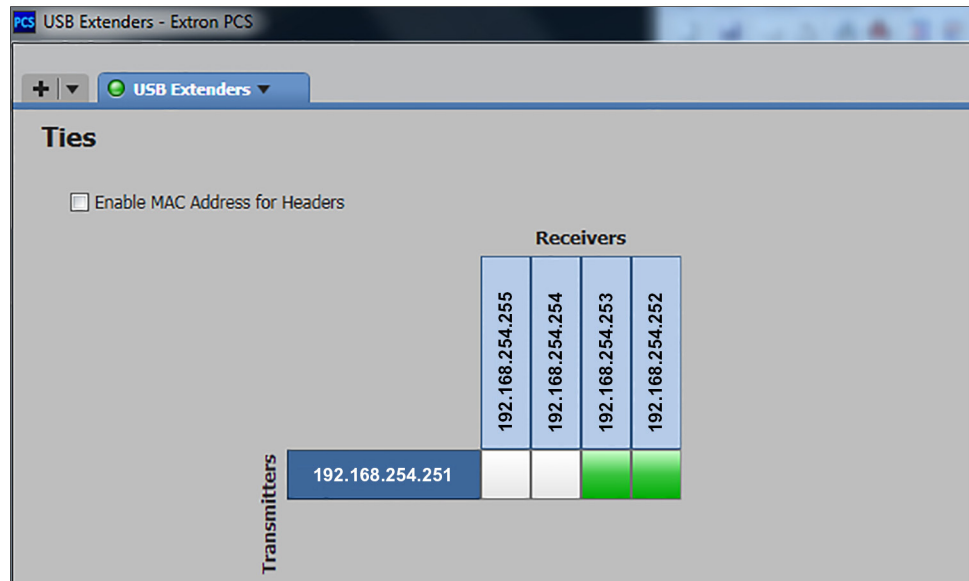 PCS USB Extenders - Extron PCS
+ USB Extenders
Ties
Enable MAC Address for Headers
Receivers
192.168.254.255
192.168.254.254
192.168.254.253
192.168.254.252
Transmitters
192.168.254.251